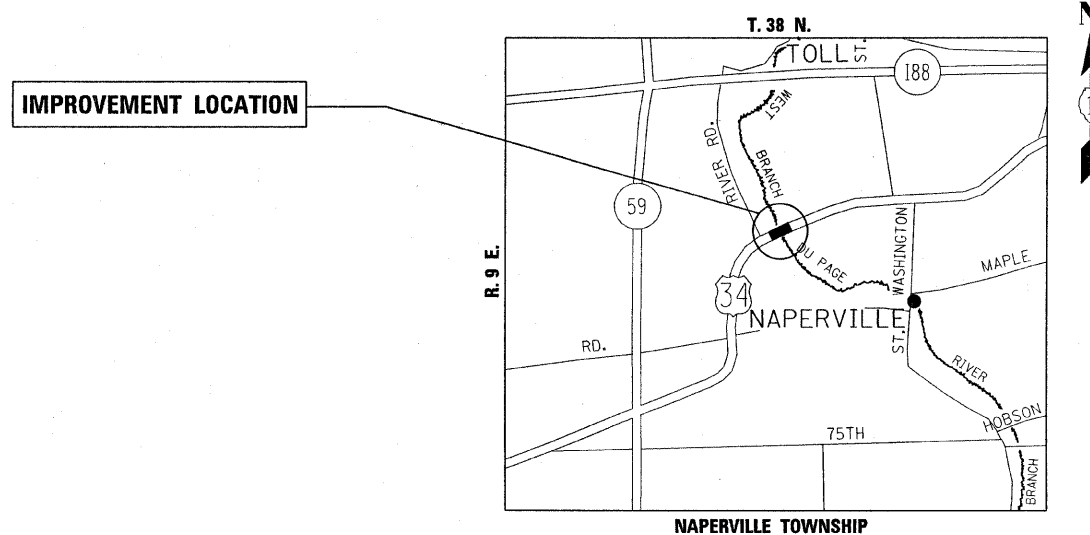 T. 38 N.
N
TOLL ST.
188
IMPROVEMENT LOCATION
WEST
RIVER RD.
BRANCH
59
WASHINGTON
R. 9 E.
DU PAGE
MAPLE
34
NAPERVILLE
ST.
RD.
RIVER
HOBSON
75TH
BRANCH
NAPERVILLE TOWNSHIP